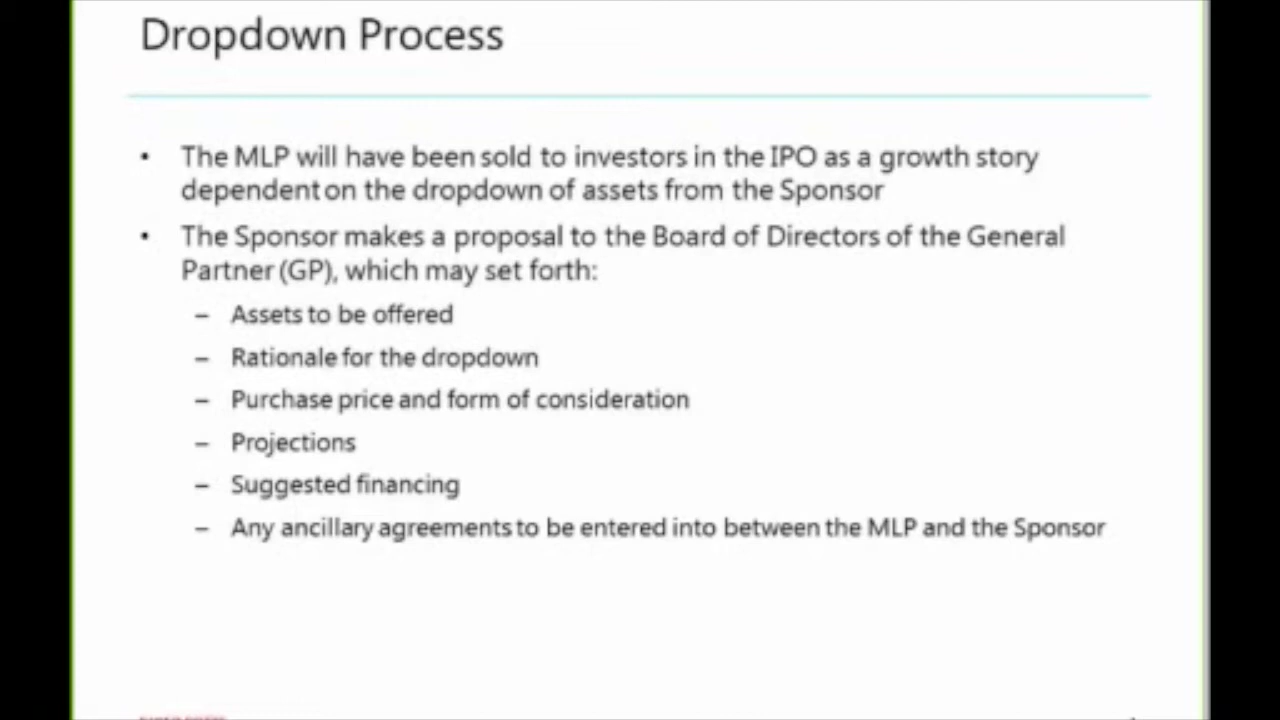 Dropdown Process
• The MLP will have been sold to investors in the IPO as a growth story
dependent on the dropdown of assets from the Sponsor
• The Sponsor makes a proposal to the Board of Directors of the General
Partner (GP), which may set forth:
– Assets to be offered
– Rationale for the dropdown
– Purchase price and form of consideration
– Projections
– Suggested financing
– Any ancillary agreements to be entered into between the MLP and the Sponsor